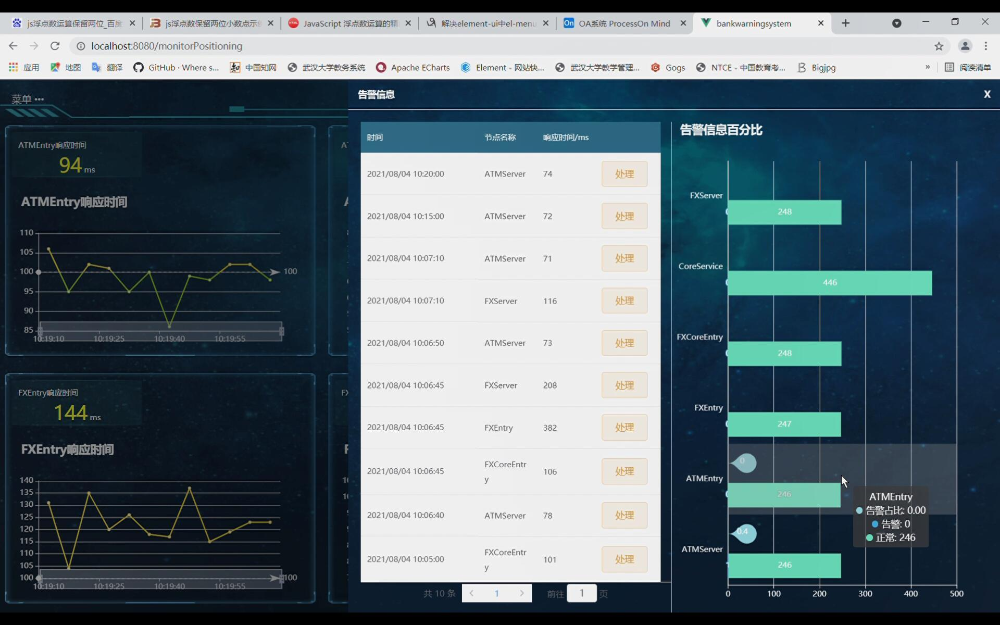 js浮点数运算保留两位_百度
js浮点数保留两位小数点示例
JavaScript 浮点数运算的精
解决element-ui中el-menu
OA系统 ProcessOn Mind
bankwarningsystem
localhost:8080/monitorPositioning
应用
地图
翻译
GitHub · Where s...
中国知网
武汉大学教务系统
Apache ECharts
Element - 网站快...
武汉大学教学管理...
Gogs
NTCE - 中国教育考...
Bigjpg
»
阅读清单
菜单 •••
ATMEntry响应时间
94 ms
ATMEntry响应时间
110
105
100
95
90
85
100
10:19:10
10:19:25
10:19:40
10:19:55
FXEntry响应时间
144 ms
FXEntry响应时间
140
135
130
125
120
115
110
105
100
100
10:19:10
10:19:25
10:19:40
10:19:55
告警信息
X
时间 节点名称 响应时间/ms
2021/08/04 10:20:00 ATMServer 74 处理
2021/08/04 10:15:00 ATMServer 72 处理
2021/08/04 10:07:10 ATMServer 71 处理
2021/08/04 10:07:10 FXServer 116 处理
2021/08/04 10:06:50 ATMServer 73 处理
2021/08/04 10:06:45 FXServer 208 处理
2021/08/04 10:06:45 FXEntry 382 处理
2021/08/04 10:06:45 FXCoreEntr
y 106 处理
2021/08/04 10:06:40 ATMServer 78 处理
2021/08/04 10:05:00 FXCoreEntr
y 101 处理
共 10 条 < 1 > 前往 1 页
告警信息百分比
FXServer
248
CoreService
446
FXCoreEntry
248
FXEntry
247
0
ATMEntry
246
0.4
ATMServer
246
0 100 200 300 400 500
ATMEntry
告警占比: 0.00
告警: 0
正常: 246